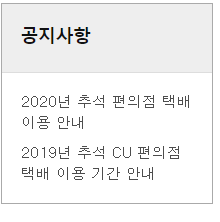 공지사항
2020년 추석 편의점 택배
이용 안내
2019년 추석 CU 편의점
택배 이용 기간 안내